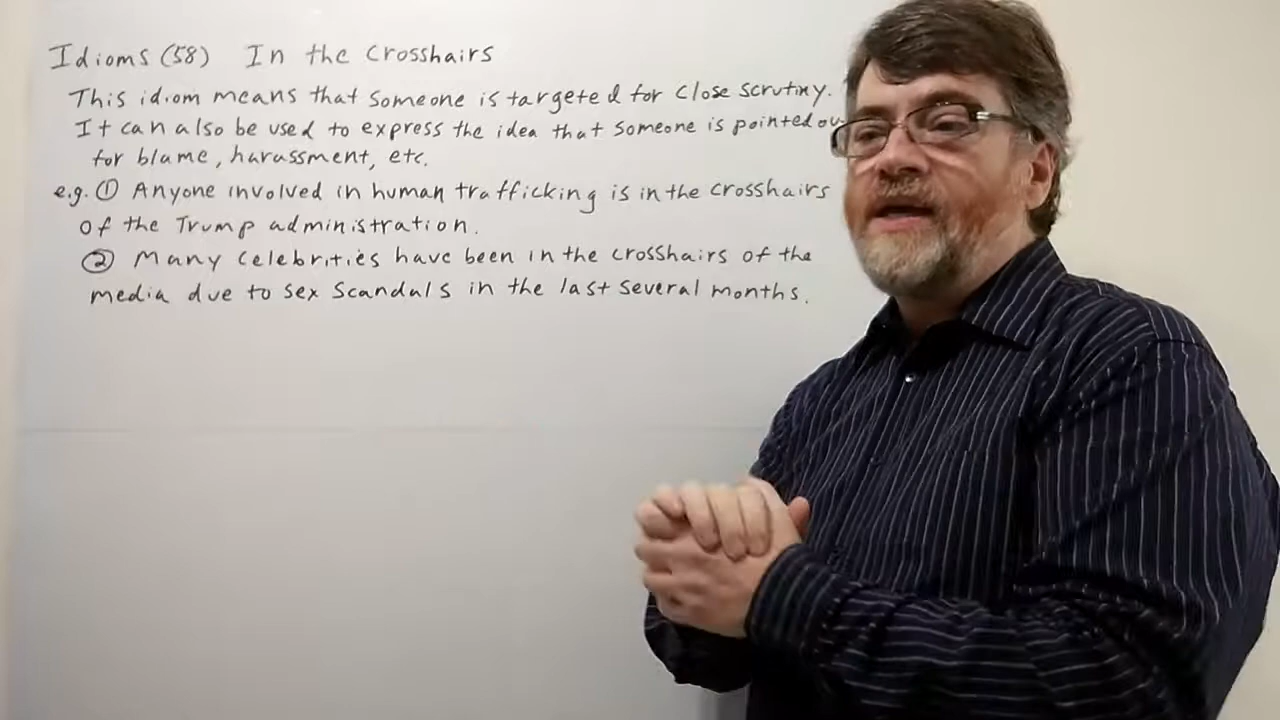 Idioms (58) In the Crosshairs
This idiom means that someone is targeted for close scrutiny.
It can also be used to express the idea that someone is pointed ou
for blame, harassment, etc.
e.g. ① Anyone involved in human trafficking is in the crosshairs
of the Trump administration.
② Many celebrities have been in the crosshairs of the
media due to sex scandals in the last several months.